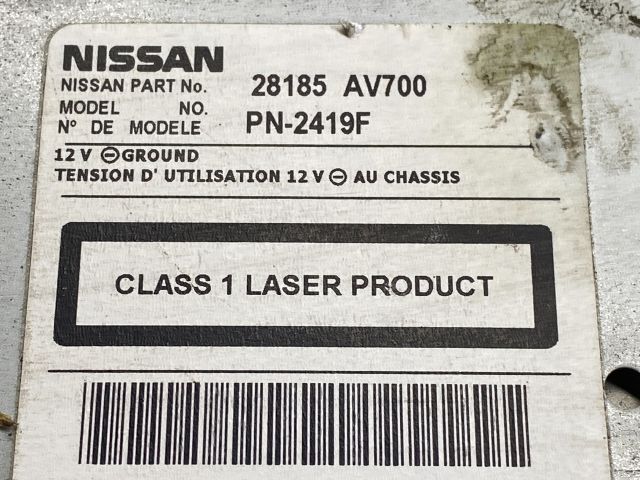 NISSAN
NISSAN PART No. 28185 AV700
MODEL NO.
Nº DE MODELE PN-2419F
12 V ⊖ GROUND
TENSION D' UTILISATION 12 V ⊖ AU CHASSIS
CLASS 1 LASER PRODUCT